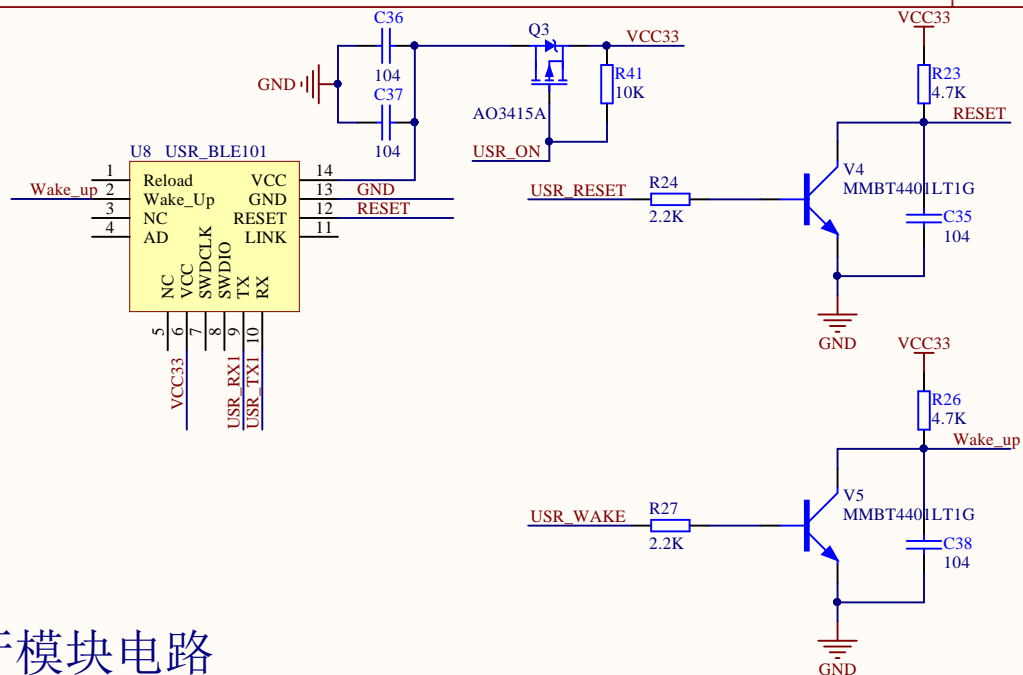 C36
104
GND
C37
104
Q3
VCC33
R41
10K
AO3415A
USR_ON
U8 USR_BLE101
1 Reload
Wake_up 2 Wake_Up
3 NC
4 AD
VCC 14
GND 13 GND
RESET 12 RESET
LINK 11
NC
VCC
SWDCLK
SWDIO
TX
RX
5
6
7
8
9
10
VCC33
USR_RX1
USR_TX1
VCC33
R23
4.7K
RESET
V4
MMBT4401LT1G
USR_RESET
R24
2.2K
C35
104
GND
VCC33
R26
4.7K
Wake_up
V5
MMBT4401LT1G
USR_WAKE
R27
2.2K
C38
104
GND
模块电路